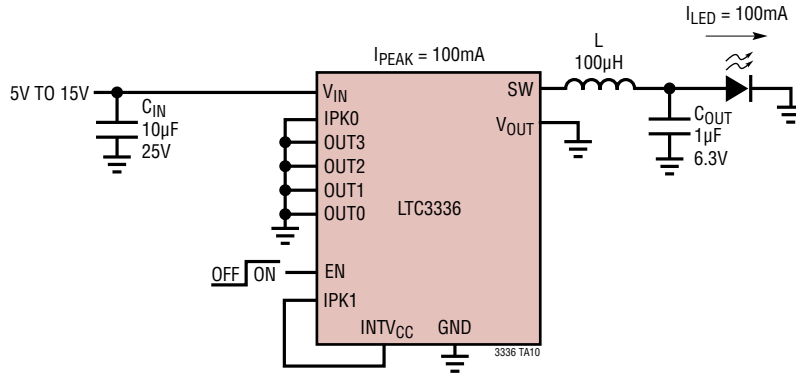 I_LED = 100mA
I_PEAK = 100mA
L
100µH
5V TO 15V
C_IN
10µF
25V
V_IN
IPK0
OUT3
OUT2
OUT1
OUT0
EN
IPK1
INTV_CC
GND
SW
V_OUT
LTC3336
C_OUT
1µF
6.3V
OFF ON
3336 TA10